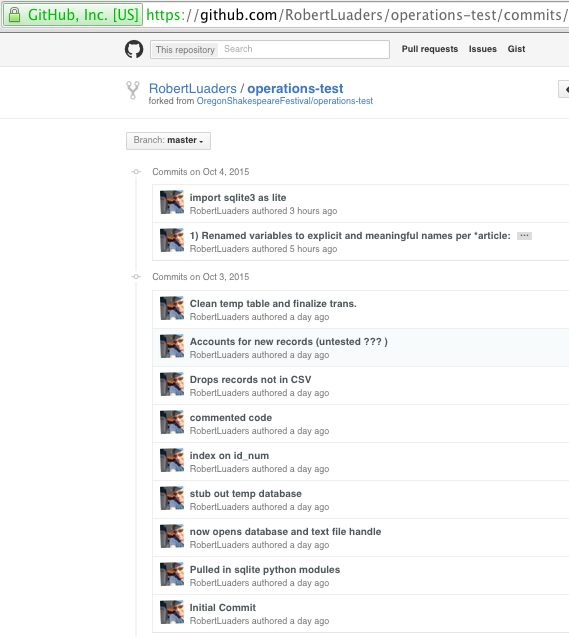 GitHub, Inc. [US] https://github.com/RobertLuaders/operations-test/commits/
This repository Search Pull requests Issues Gist
RobertLuaders / operations-test
forked from OregonShakespeareFestival/operations-test
Branch: master
Commits on Oct 4, 2015
import sqlite3 as lite
RobertLuaders authored 3 hours ago
1) Renamed variables to explicit and meaningful names per *article: ...
RobertLuaders authored 5 hours ago
Commits on Oct 3, 2015
Clean temp table and finalize trans.
RobertLuaders authored a day ago
Accounts for new records (untested ??? )
RobertLuaders authored a day ago
Drops records not in CSV
RobertLuaders authored a day ago
commented code
RobertLuaders authored a day ago
index on id_num
RobertLuaders authored a day ago
stub out temp database
RobertLuaders authored a day ago
now opens database and text file handle
RobertLuaders authored a day ago
Pulled in sqlite python modules
RobertLuaders authored a day ago
Initial Commit
RobertLuaders authored a day ago